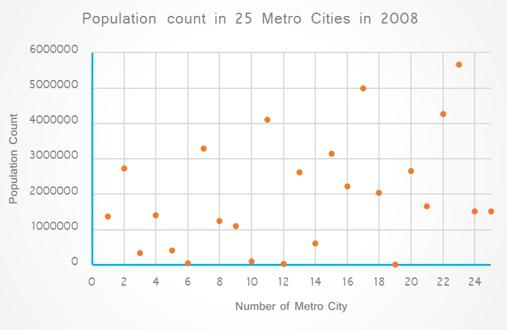 Population count in 25 Metro Cities in 2008
6000000
5000000
4000000
3000000
2000000
1000000
0
Population Count
0 2 4 6 8 10 12 14 16 18 20 22 24
Number of Metro City